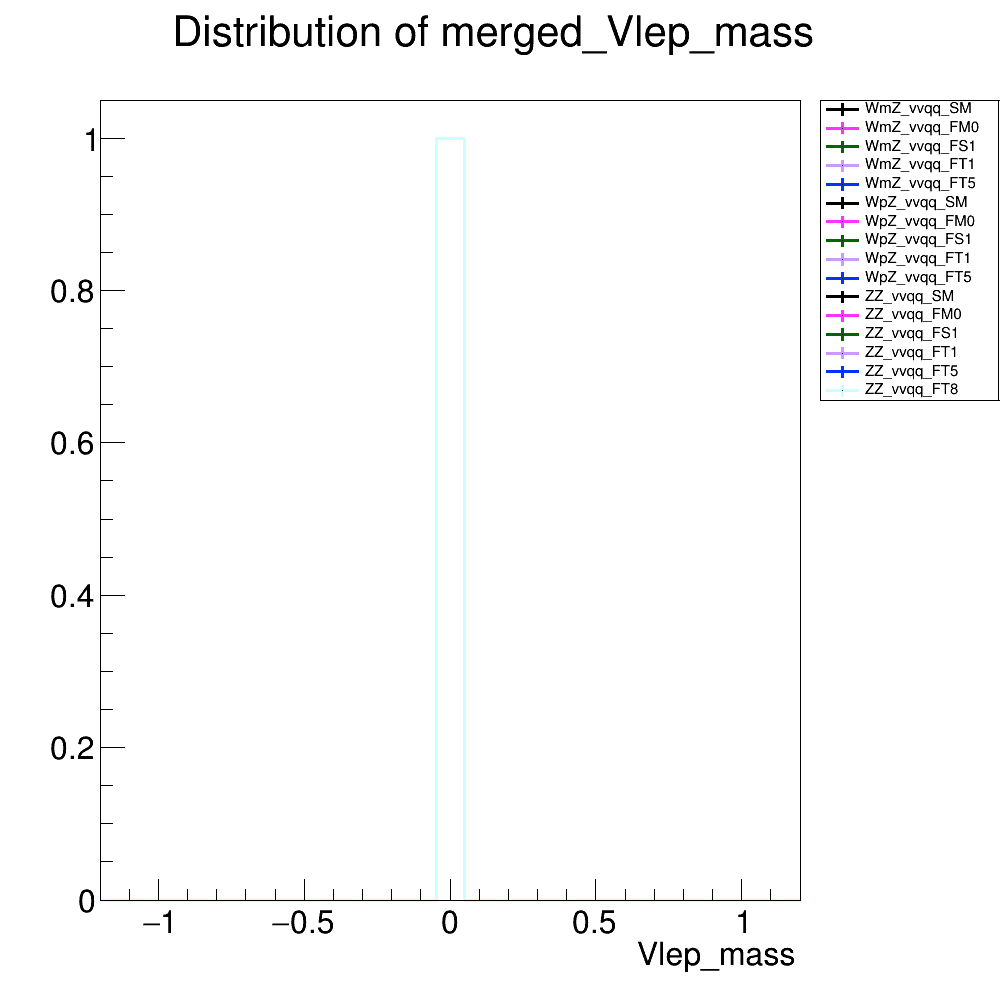 Distribution of merged_Vlep_mass
WmZ_vvqq_SM
WmZ_vvqq_FM0
WmZ_vvqq_FS1
WmZ_vvqq_FT1
WmZ_vvqq_FT5
WpZ_vvqq_SM
WpZ_vvqq_FM0
WpZ_vvqq_FS1
WpZ_vvqq_FT1
WpZ_vvqq_FT5
ZZ_vvqq_SM
ZZ_vvqq_FM0
ZZ_vvqq_FS1
ZZ_vvqq_FT1
ZZ_vvqq_FT5
ZZ_vvqq_FT8
1
0.8
0.6
0.4
0.2
0
−1 −0.5 0 0.5 1
Vlep_mass